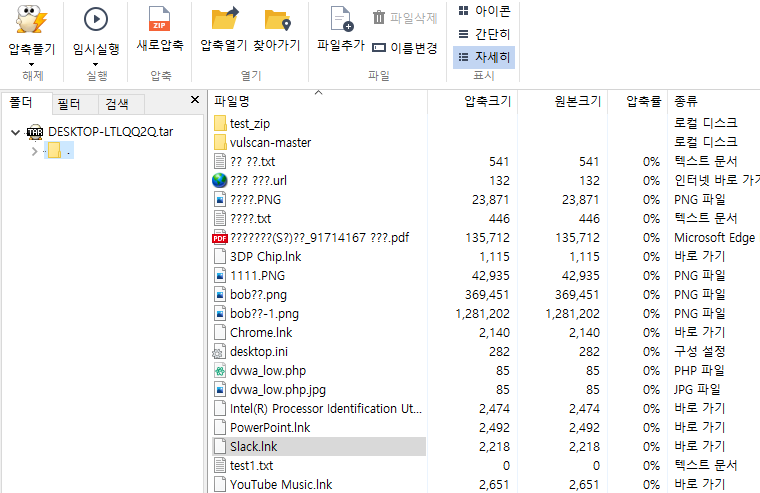 ZIP
압축풀기 임시실행 새로압축 압축열기 찾아가기 파일추가 파일삭제 이름변경 아이콘 간단히 자세히
해제 실행 압축 열기 파일 표시
폴더 필터 검색
TAR DESKTOP-LTLQQ2Q.tar
.
파일명 압축크기 원본크기 압축률 종류
test_zip 로컬 디스크
vulscan-master 로컬 디스크
?? ??.txt 541 541 0% 텍스트 문서
??? ???.url 132 132 0% 인터넷 바로 가기
????.PNG 23,871 23,871 0% PNG 파일
????.txt 446 446 0% 텍스트 문서
PDF ???????(S?)??_91714167 ???.pdf 135,712 135,712 0% Microsoft Edge
3DP Chip.lnk 1,115 1,115 0% 바로 가기
1111.PNG 42,935 42,935 0% PNG 파일
bob??.png 369,451 369,451 0% PNG 파일
bob??-1.png 1,281,202 1,281,202 0% PNG 파일
Chrome.lnk 2,140 2,140 0% 바로 가기
desktop.ini 282 282 0% 구성 설정
dvwa_low.php 85 85 0% PHP 파일
dvwa_low.php.jpg 85 85 0% JPG 파일
Intel(R) Processor Identification Ut... 2,474 2,474 0% 바로 가기
PowerPoint.lnk 2,492 2,492 0% 바로 가기
Slack.lnk 2,218 2,218 0% 바로 가기
test1.txt 0 0 0% 텍스트 문서
YouTube Music.lnk 2,651 2,651 0% 바로 가기